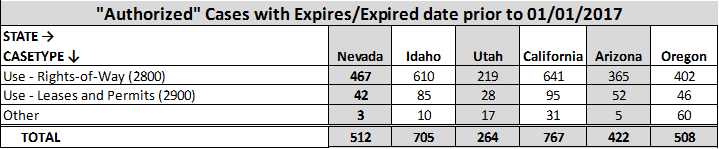 "Authorized" Cases with Expires/Expired date prior to 01/01/2017
STATE →
CASETYPE ↓ Nevada Idaho Utah California Arizona Oregon
Use - Rights-of-Way (2800) 467 610 219 641 365 402
Use - Leases and Permits (2900) 42 85 28 95 52 46
Other 3 10 17 31 5 60
TOTAL 512 705 264 767 422 508